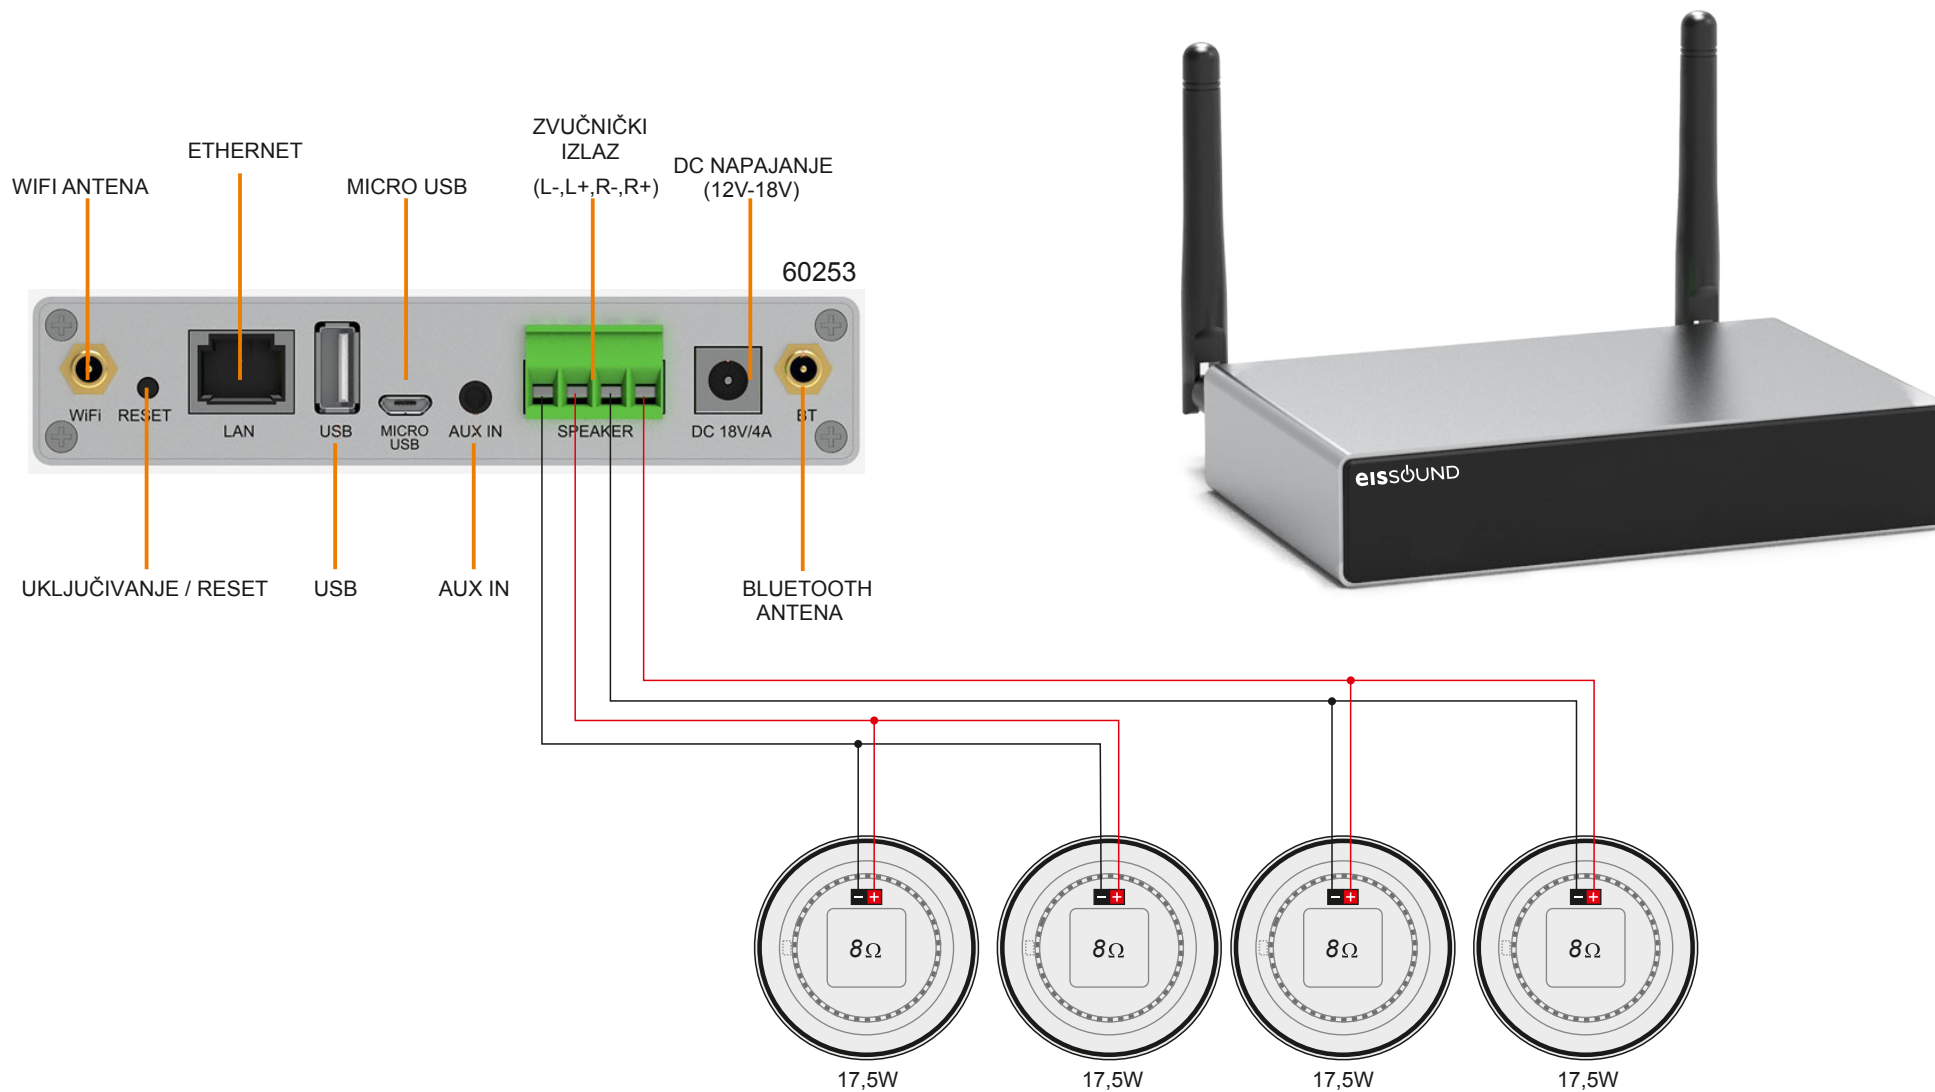 ZVUČNIČKI
IZLAZ
(L-,L+,R-,R+)
ETHERNET
DC NAPAJANJE
(12V-18V)
WIFI ANTENA
MICRO USB
60253
WiFi
RESET
LAN
USB
MICRO
USB
AUX IN
SPEAKER
DC 18V/4A
BT
eissound
UKLJUČIVANJE / RESET
USB
AUX IN
BLUETOOTH
ANTENA
- +
- +
- +
- +
8Ω
8Ω
8Ω
8Ω
17,5W
17,5W
17,5W
17,5W